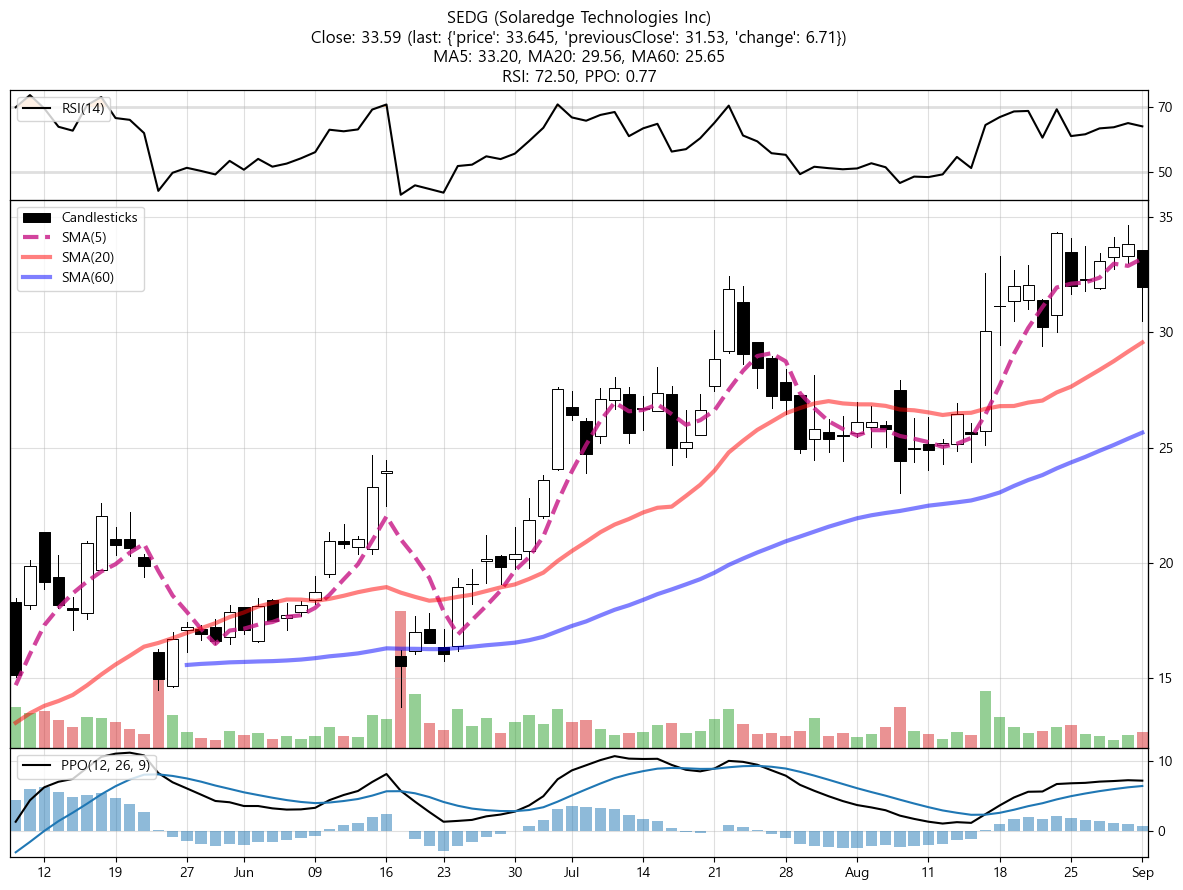 SEDG (Solaredge Technologies Inc)
Close: 33.59 (last: {'price': 33.645, 'previousClose': 31.53, 'change': 6.71})
MA5: 33.20, MA20: 29.56, MA60: 25.65
RSI: 72.50, PPO: 0.77
RSI(14)
70
50
Candlesticks
SMA(5)
SMA(20)
SMA(60)
35
30
25
20
15
PPO(12, 26, 9)
10
0
12 19 27 Jun 09 16 23 30 Jul 14 21 28 Aug 11 18 25 Sep